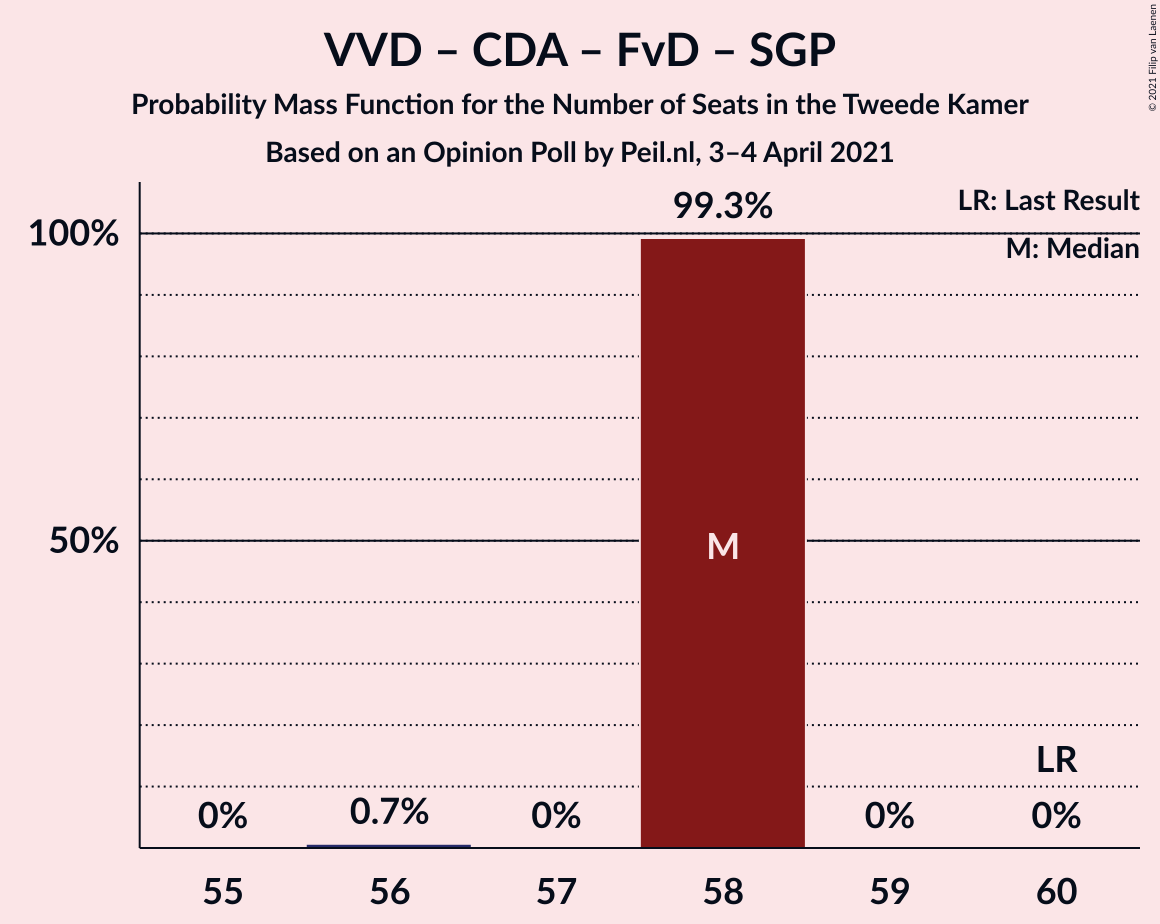 VVD – CDA – FvD – SGP
Probability Mass Function for the Number of Seats in the Tweede Kamer
Based on an Opinion Poll by Peil.nl, 3–4 April 2021
© 2021 Filip van Laenen
LR: Last Result
M: Median
99.3%
100%
50%
M
LR
0%
0.7%
0%
0%
0%
55
56
57
58
59
60